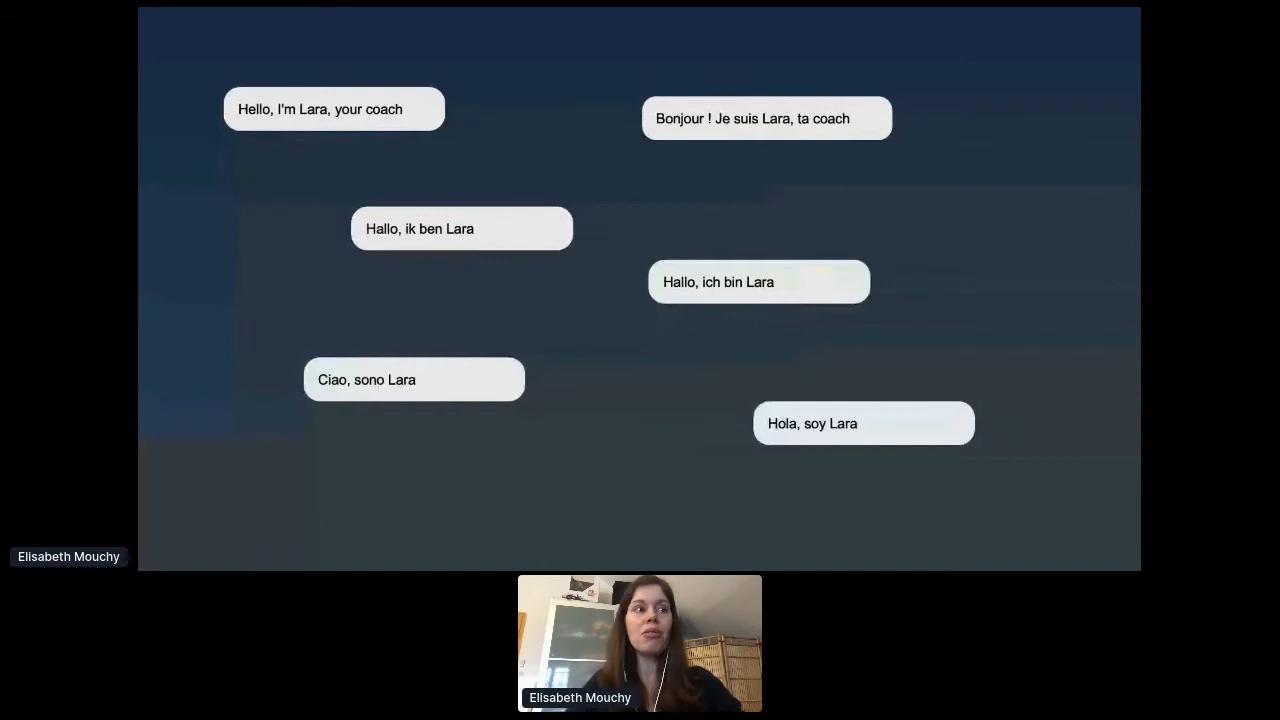 Hello, I'm Lara, your coach
Bonjour ! Je suis Lara, ta coach
Hallo, ik ben Lara
Hallo, ich bin Lara
Ciao, sono Lara
Hola, soy Lara
Elisabeth Mouchy
Elisabeth Mouchy